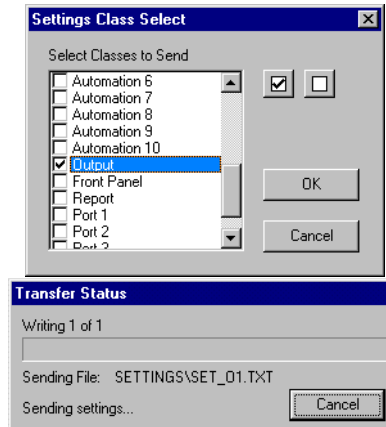 Settings Class Select
Select Classes to Send
Automation 6
Automation 7
Automation 8
Automation 9
Automation 10
Output
Front Panel
Report
Port 1
Port 2
Port 3
OK
Cancel
Transfer Status
Writing 1 of 1
Sending File: SETTINGS\SET_01.TXT
Sending settings...
Cancel